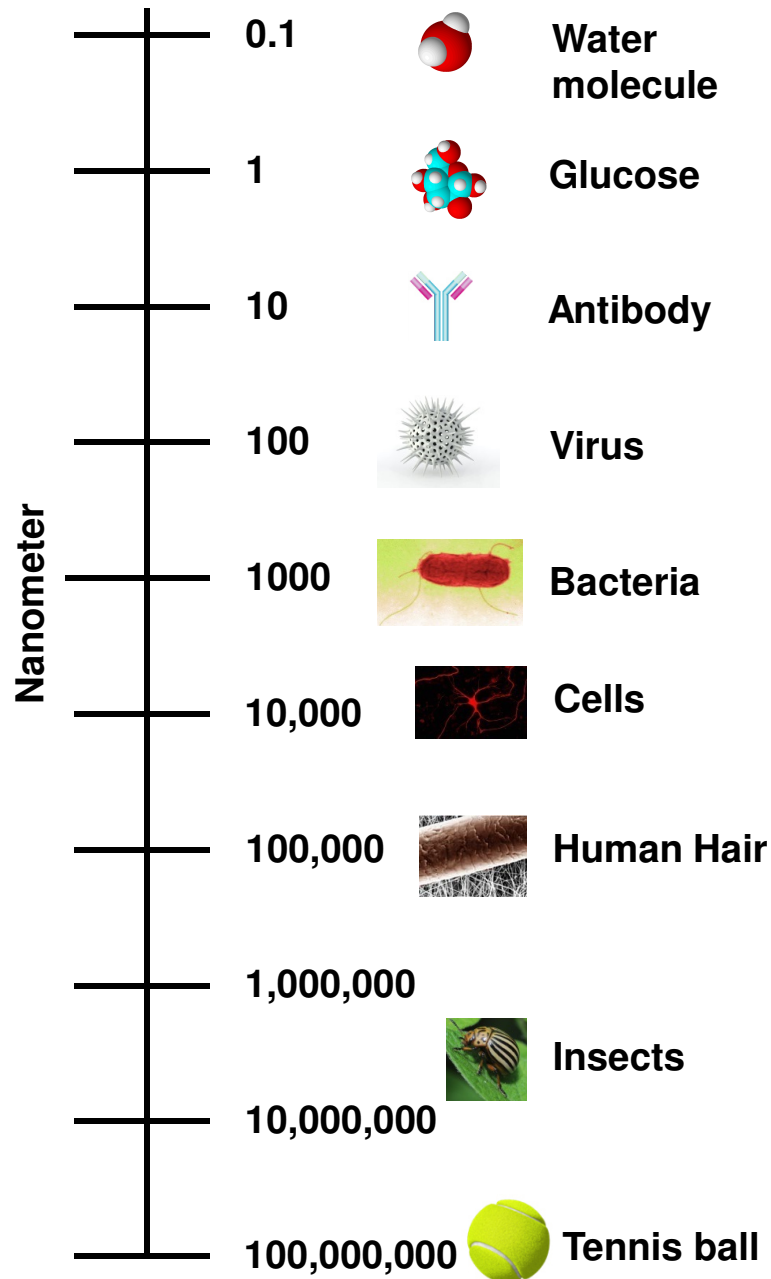 0.1
Water
molecule
1
Glucose
10
Antibody
100
Virus
Nanometer
1000
Bacteria
10,000
Cells
100,000
Human Hair
1,000,000
Insects
10,000,000
100,000,000
Tennis ball